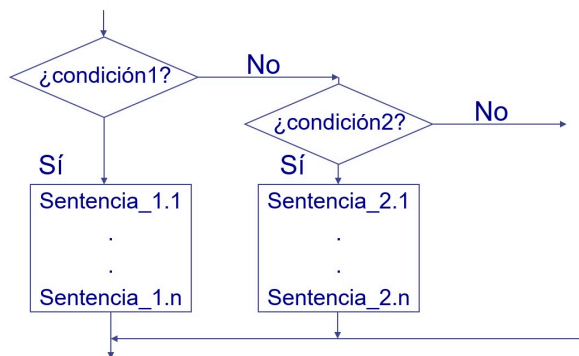 ¿condición1?
No
¿condición2?
No
Sí
Sí
Sentencia_1.1
.
.
Sentencia_1.n
Sentencia_2.1
.
.
Sentencia_2.n